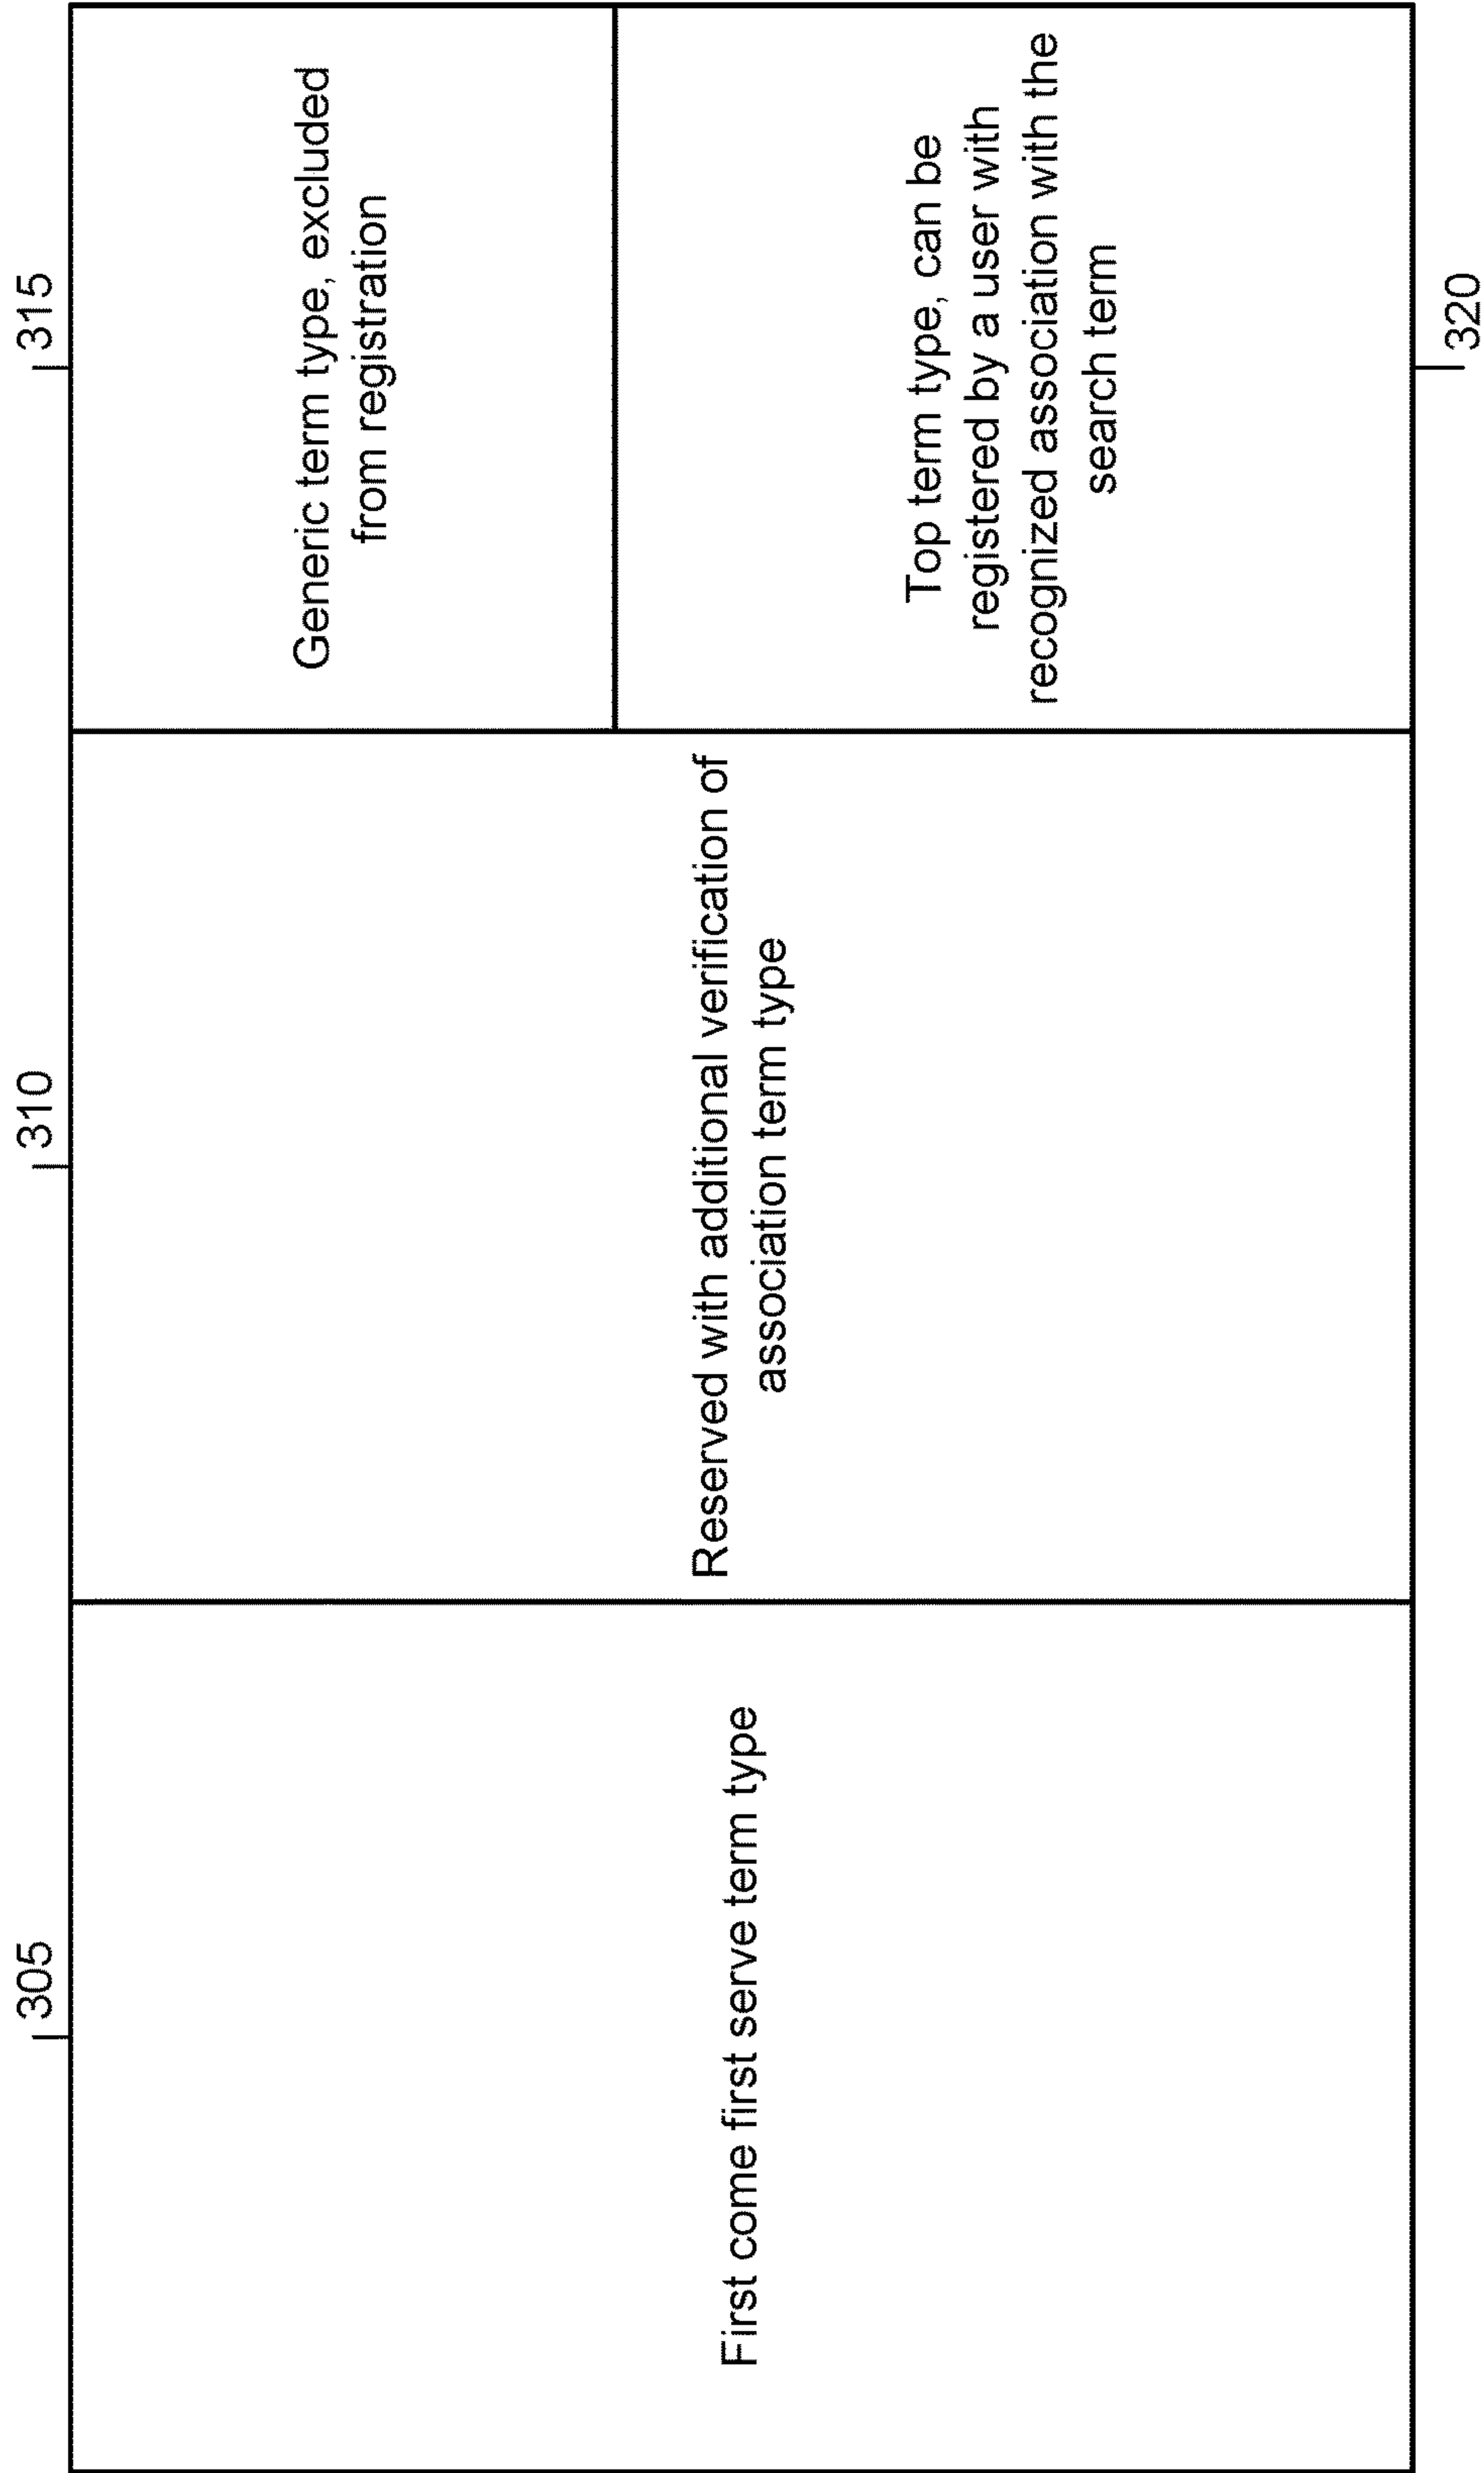 305
310
315
First come first serve term type
Reserved with additional verification of
association term type
Generic term type, excluded
from registration
Top term type, can be
registered by a user with
recognized association with the
search term
320